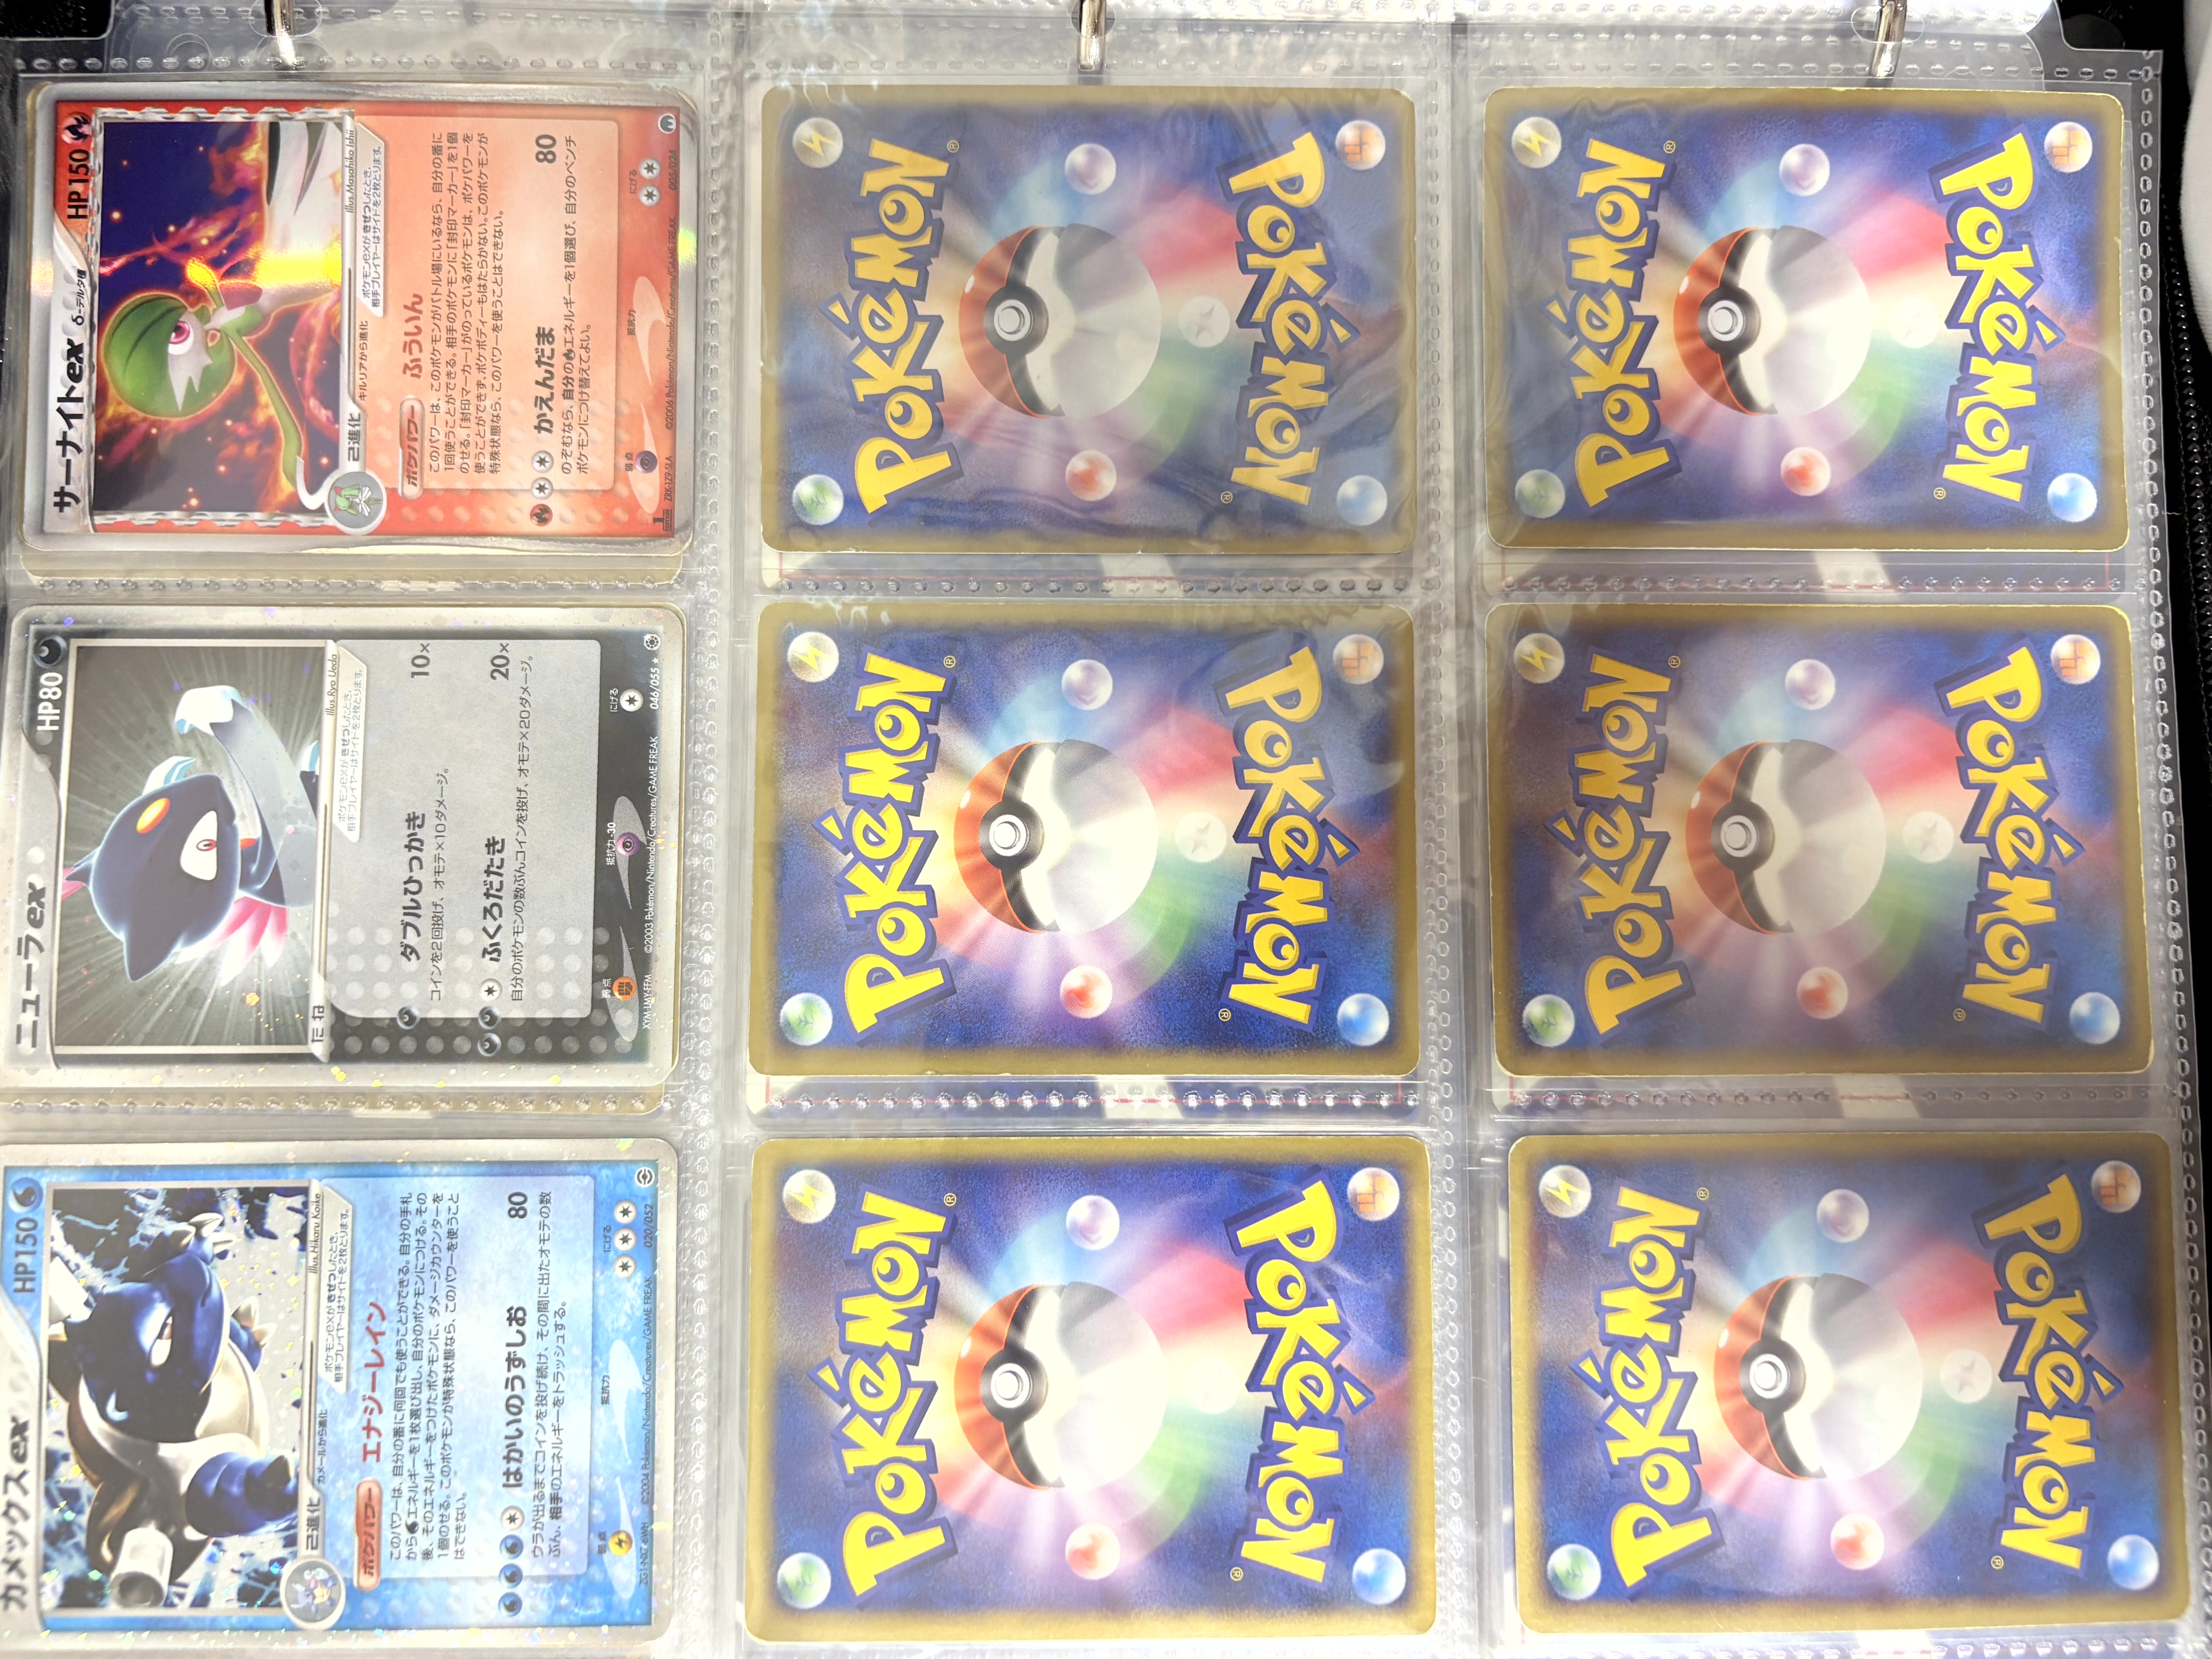 カメックスex HP150
2進化 カメールから進化 Illus.Hikaru Koike
ポケモンexがきぜつしたとき、
相手プレイヤーはサイドを2枚とります。
ポケパワー エナジーレイン
このパワーは、自分の番に何回でも使うことができる。自分の手札
からエネルギーを1枚選び出し、自分のポケモンにつける。その
後、そのエネルギーをつけたポケモンに、ダメージカウンターを
1個のせる。このポケモンが特殊状態なら、このパワーを使うこと
はできない。
はかいのうずしお 80
ウラが出るまでコインを投げ続け、その間に出たオモテの数
ぶん、相手のエネルギーをトラッシュする。
弱点 抵抗力 にげる
ZG1-NX7-6WH ©2004 Pokémon/Nintendo/Creatures/GAME FREAK 020/052
ニューラex HP80
たね Illus.Ryo Ueda
ポケモンexがきぜつしたとき、
相手プレイヤーはサイドを2枚とります。
ダブルひっかき 10×
コインを2回投げ、オモテ×10ダメージ。
ふくろだたき 20×
自分のポケモンの数ぶんコインを投げ、オモテ×20ダメージ。
弱点 抵抗力 -30 にげる
XYM-LMY-FFM ©2003 Pokémon/Nintendo/Creatures/GAME FREAK 046/055 ★
サーナイトex δ-デルタ種 HP150
2進化 キルリアから進化 Illus.Masahiko Ishii
ポケモンexがきぜつしたとき、
相手プレイヤーはサイドを2枚とります。
ポケパワー ふういん
このパワーは、このポケモンがバトル場にいるなら、自分の番に
1回使うことができる。相手のポケモンに「封印マーカー」を1個
のせる。「封印マーカー」がのっているポケモンは、ポケパワーを
使うことができず、ポケボディーもはたらかない。このポケモンが
特殊状態なら、このパワーを使うことはできない。
かえんだま 80
のぞむなら、自分のエネルギーを1個選び、自分のベンチ
ポケモンにつけ替えてよい。
弱点 抵抗力 にげる
1 EDITION ZRK-1Z9-SLA ©2006 Pokémon/Nintendo/Creatures/GAME FREAK 005/024
POKéMON®
POKéMON®
POKéMON®
POKéMON®
POKéMON®
POKéMON®
POKéMON®
POKéMON®
POKéMON®
POKéMON®
POKéMON®
POKéMON®